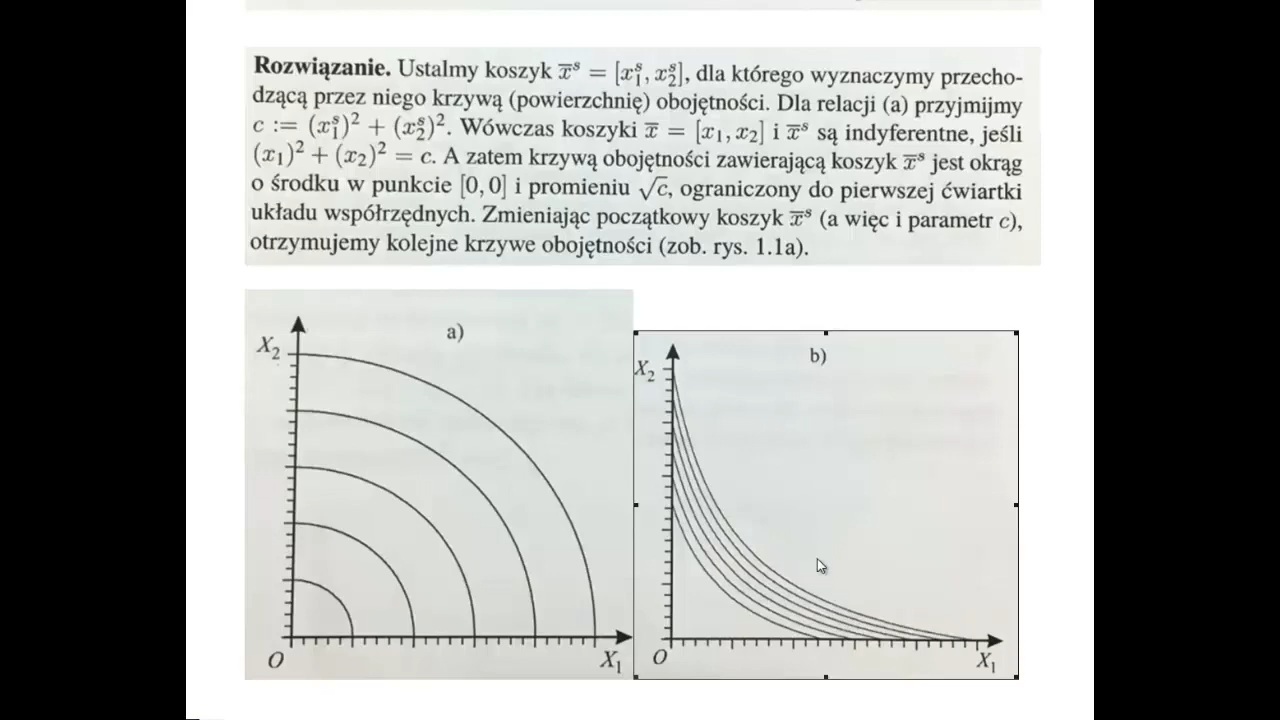 Rozwiązanie. Ustalmy koszyk x̅ˢ = [x₁ˢ, x₂ˢ], dla którego wyznaczymy przecho-
dzącą przez niego krzywą (powierzchnię) obojętności. Dla relacji (a) przyjmijmy
c := (x₁ˢ)² + (x₂ˢ)². Wówczas koszyki x̅ = [x₁, x₂] i x̅ˢ są indyferentne, jeśli
(x₁)² + (x₂)² = c. A zatem krzywą obojętności zawierającą koszyk x̅ˢ jest okrąg
o środku w punkcie [0, 0] i promieniu √c, ograniczony do pierwszej ćwiartki
układu współrzędnych. Zmieniając początkowy koszyk x̅ˢ (a więc i parametr c),
otrzymujemy kolejne krzywe obojętności (zob. rys. 1.1a).
a)
X₂
O
X₁
b)
X₂
O
X₁